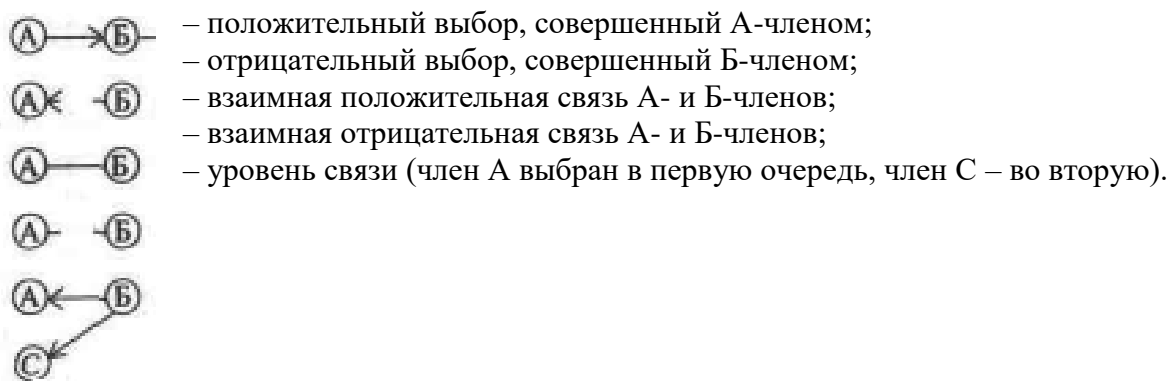 А Б – положительный выбор, совершенный А-членом;
– отрицательный выбор, совершенный Б-членом;
А Б – взаимная положительная связь А- и Б-членов;
– взаимная отрицательная связь А- и Б-членов;
А Б – уровень связи (член А выбран в первую очередь, член С – во вторую).
А Б
А Б
С